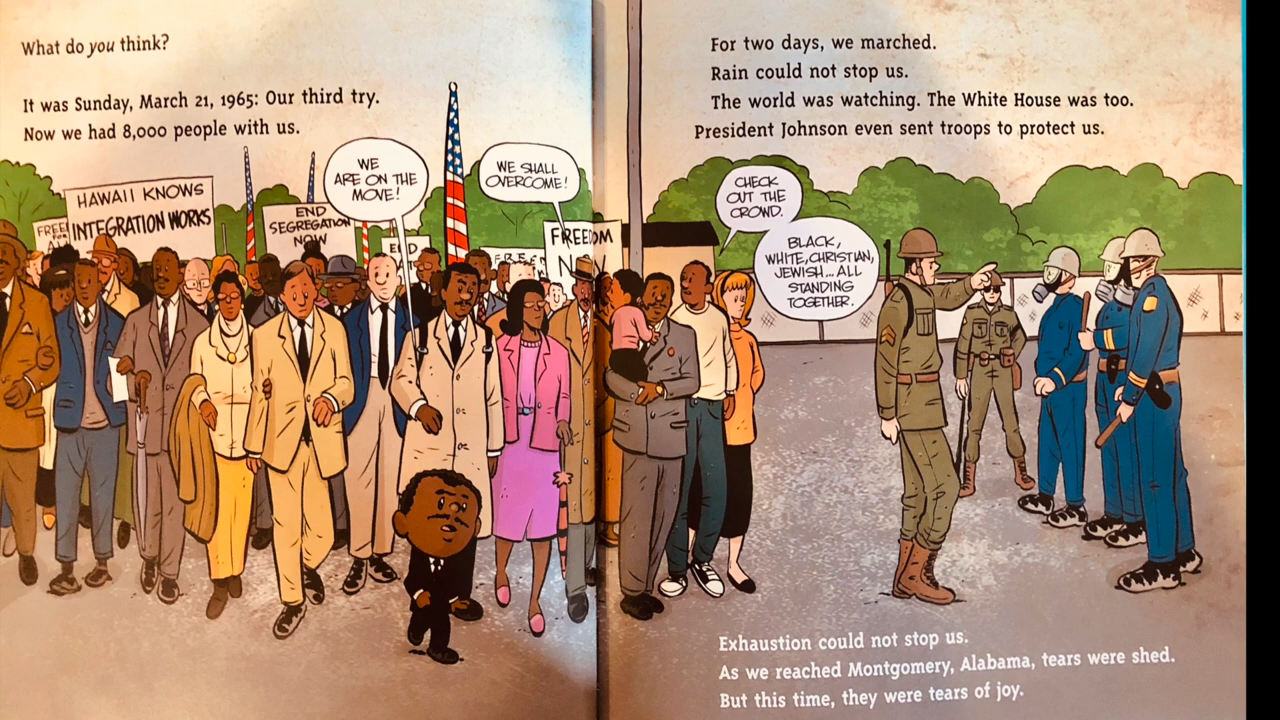 What do you think?
It was Sunday, March 21, 1965: Our third try.
Now we had 8,000 people with us.
HAWAII KNOWS
INTEGRATION WORKS
END
SEGREGATION
NOW
WE
ARE ON THE
MOVE!
WE SHALL
OVERCOME!
FREEDOM
END
For two days, we marched.
Rain could not stop us.
The world was watching. The White House was too.
President Johnson even sent troops to protect us.
CHECK
OUT THE
CROWD.
BLACK,
WHITE, CHRISTIAN,
JEWISH... ALL
STANDING
TOGETHER.
Exhaustion could not stop us.
As we reached Montgomery, Alabama, tears were shed.
But this time, they were tears of joy.